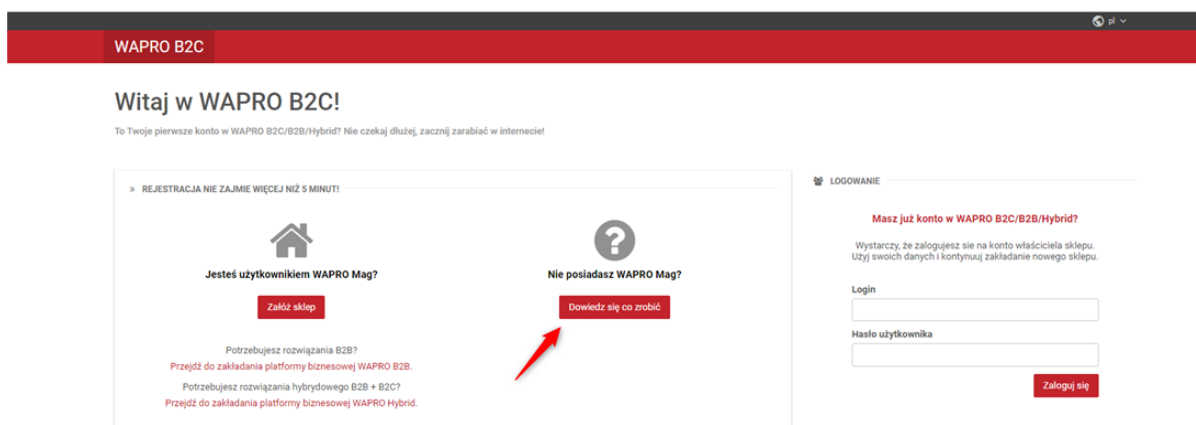 pl
WAPRO B2C
Witaj w WAPRO B2C!
To Twoje pierwsze konto w WAPRO B2C/B2B/Hybrid? Nie czekaj dłużej, zacznij zarabiać w internecie!
» REJESTRACJA NIE ZAJMIE WIĘCEJ NIŻ 5 MINUT!
Jesteś użytkownikiem WAPRO Mag?
Załóż sklep
Potrzebujesz rozwiązania B2B?
Przejdź do zakładania platformy biznesowej WAPRO B2B.
Potrzebujesz rozwiązania hybrydowego B2B + B2C?
Przejdź do zakładania platformy biznesowej WAPRO Hybrid.
?
Nie posiadasz WAPRO Mag?
Dowiedz się co zrobić
LOGOWANIE
Masz już konto w WAPRO B2C/B2B/Hybrid?
Wystarczy, że zalogujesz sie na konto właściciela sklepu.
Użyj swoich danych i kontynuuj zakładanie nowego sklepu.
Login
Hasło użytkownika
Zaloguj się